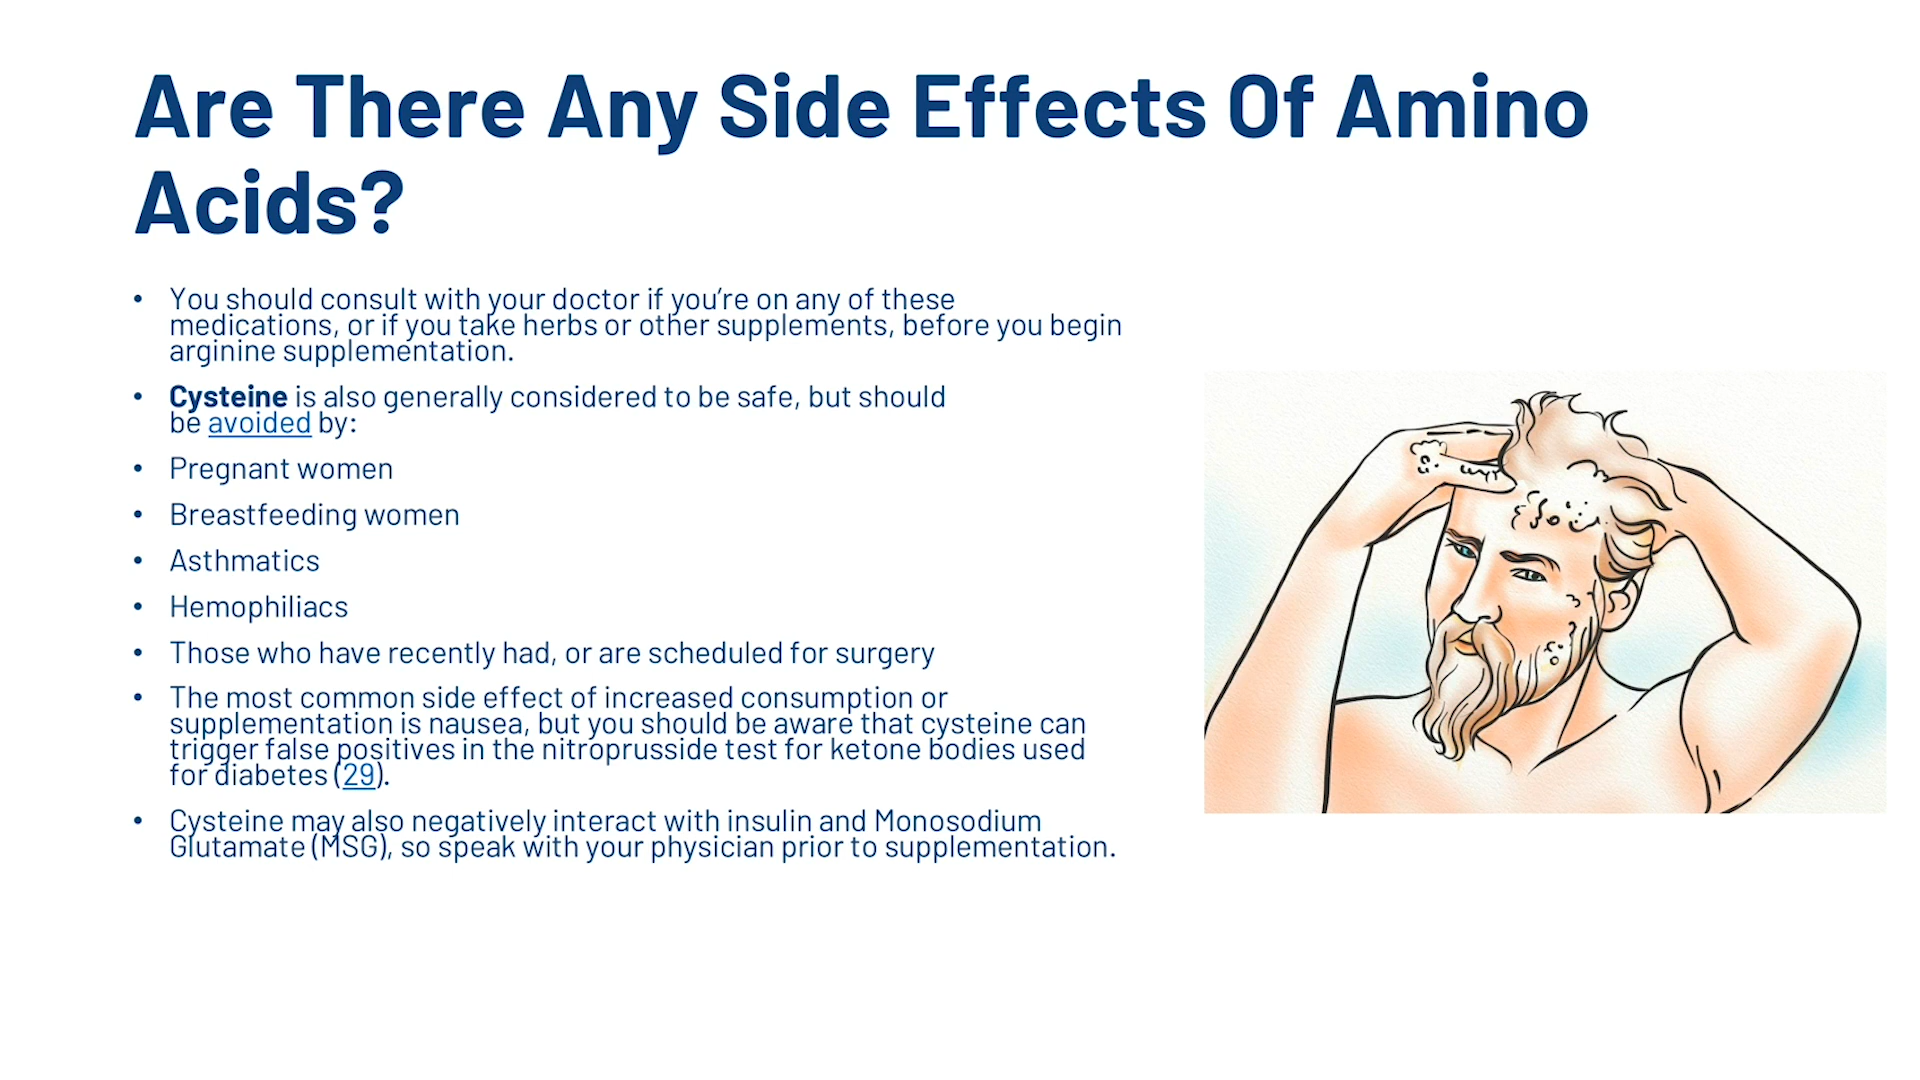 Are There Any Side Effects Of Amino
Acids?
• You should consult with your doctor if you’re on any of these
medications, or if you take herbs or other supplements, before you begin
arginine supplementation.
• Cysteine is also generally considered to be safe, but should
be avoided by:
• Pregnant women
• Breastfeeding women
• Asthmatics
• Hemophiliacs
• Those who have recently had, or are scheduled for surgery
• The most common side effect of increased consumption or
supplementation is nausea, but you should be aware that cysteine can
trigger false positives in the nitroprusside test for ketone bodies used
for diabetes (29).
• Cysteine may also negatively interact with insulin and Monosodium
Glutamate (MSG), so speak with your physician prior to supplementation.